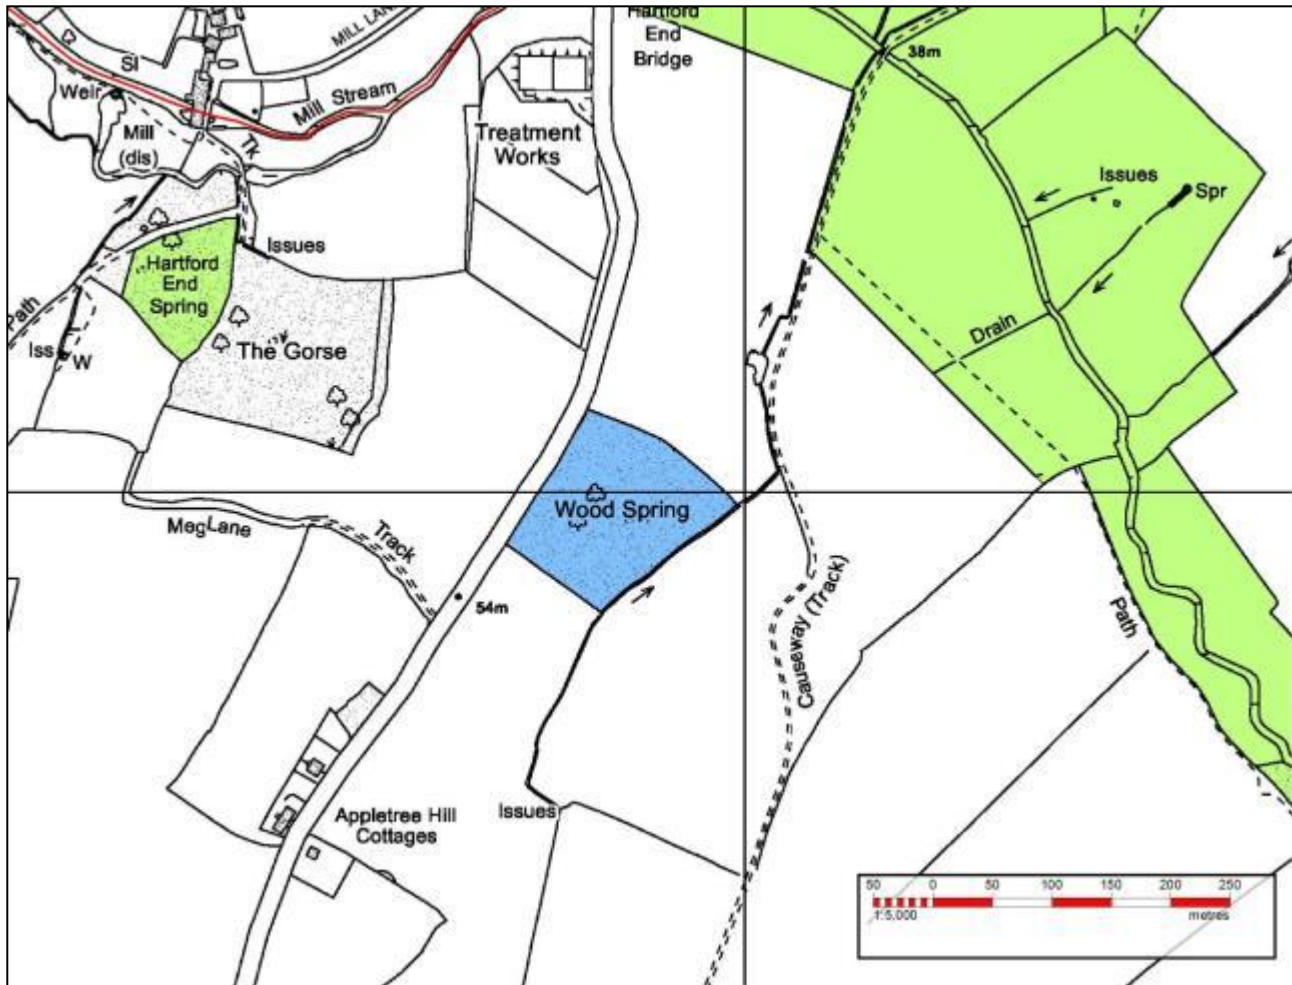 Hartford
End
Bridge
MILL LANE
38m
Sl
Weir
Mill Stream
Mill
(dis)
Tk
Treatment
Works
Issues
Spr
Issues
Hartford
End
Spring
Path
Iss
W
The Gorse
Drain
Wood Spring
Meg Lane
Track
54m
Causeway (Track)
Path
Issues
Appletree Hill
Cottages
50 0 50 100 150 200 250
1:5,000 metres